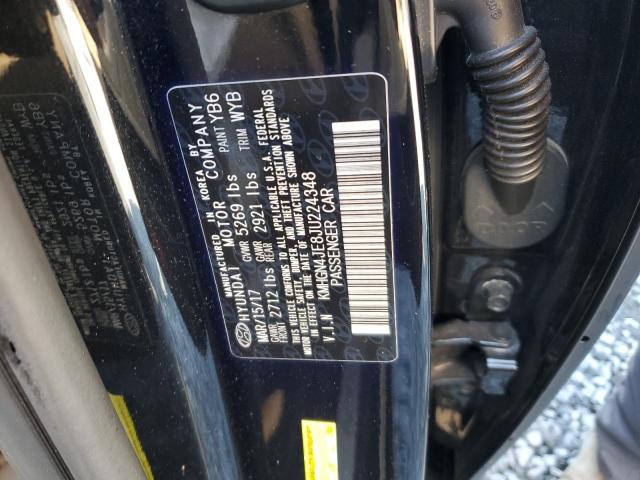 MANUFACTURED BY
IN KOREA
HYUNDAI MOTOR COMPANY
MAR/15/17 GVWR 5269 lbs PAINT YB6
GAWR FRONT 2712 lbs GAWR REAR 2921 lbs TRIM WYB
THIS VEHICLE CONFORMS TO ALL APPLICABLE U.S.A. FEDERAL
MOTOR VEHICLE SAFETY, BUMPER, AND THEFT PREVENTION STANDARDS
IN EFFECT ON THE DATE OF MANUFACTURE SHOWN ABOVE
V.I.N KMHGN4JE8JU224348
PASSENGER CAR
DOOR